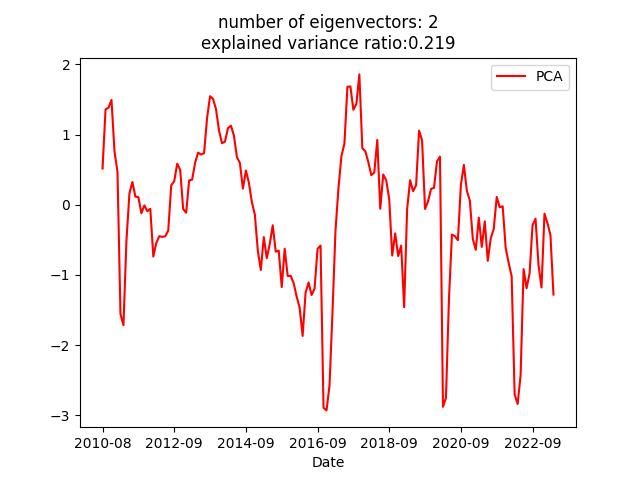 number of eigenvectors: 2
explained variance ratio:0.219
PCA
2
1
0
−1
−2
−3
2010-08 2012-09 2014-09 2016-09 2018-09 2020-09 2022-09
Date